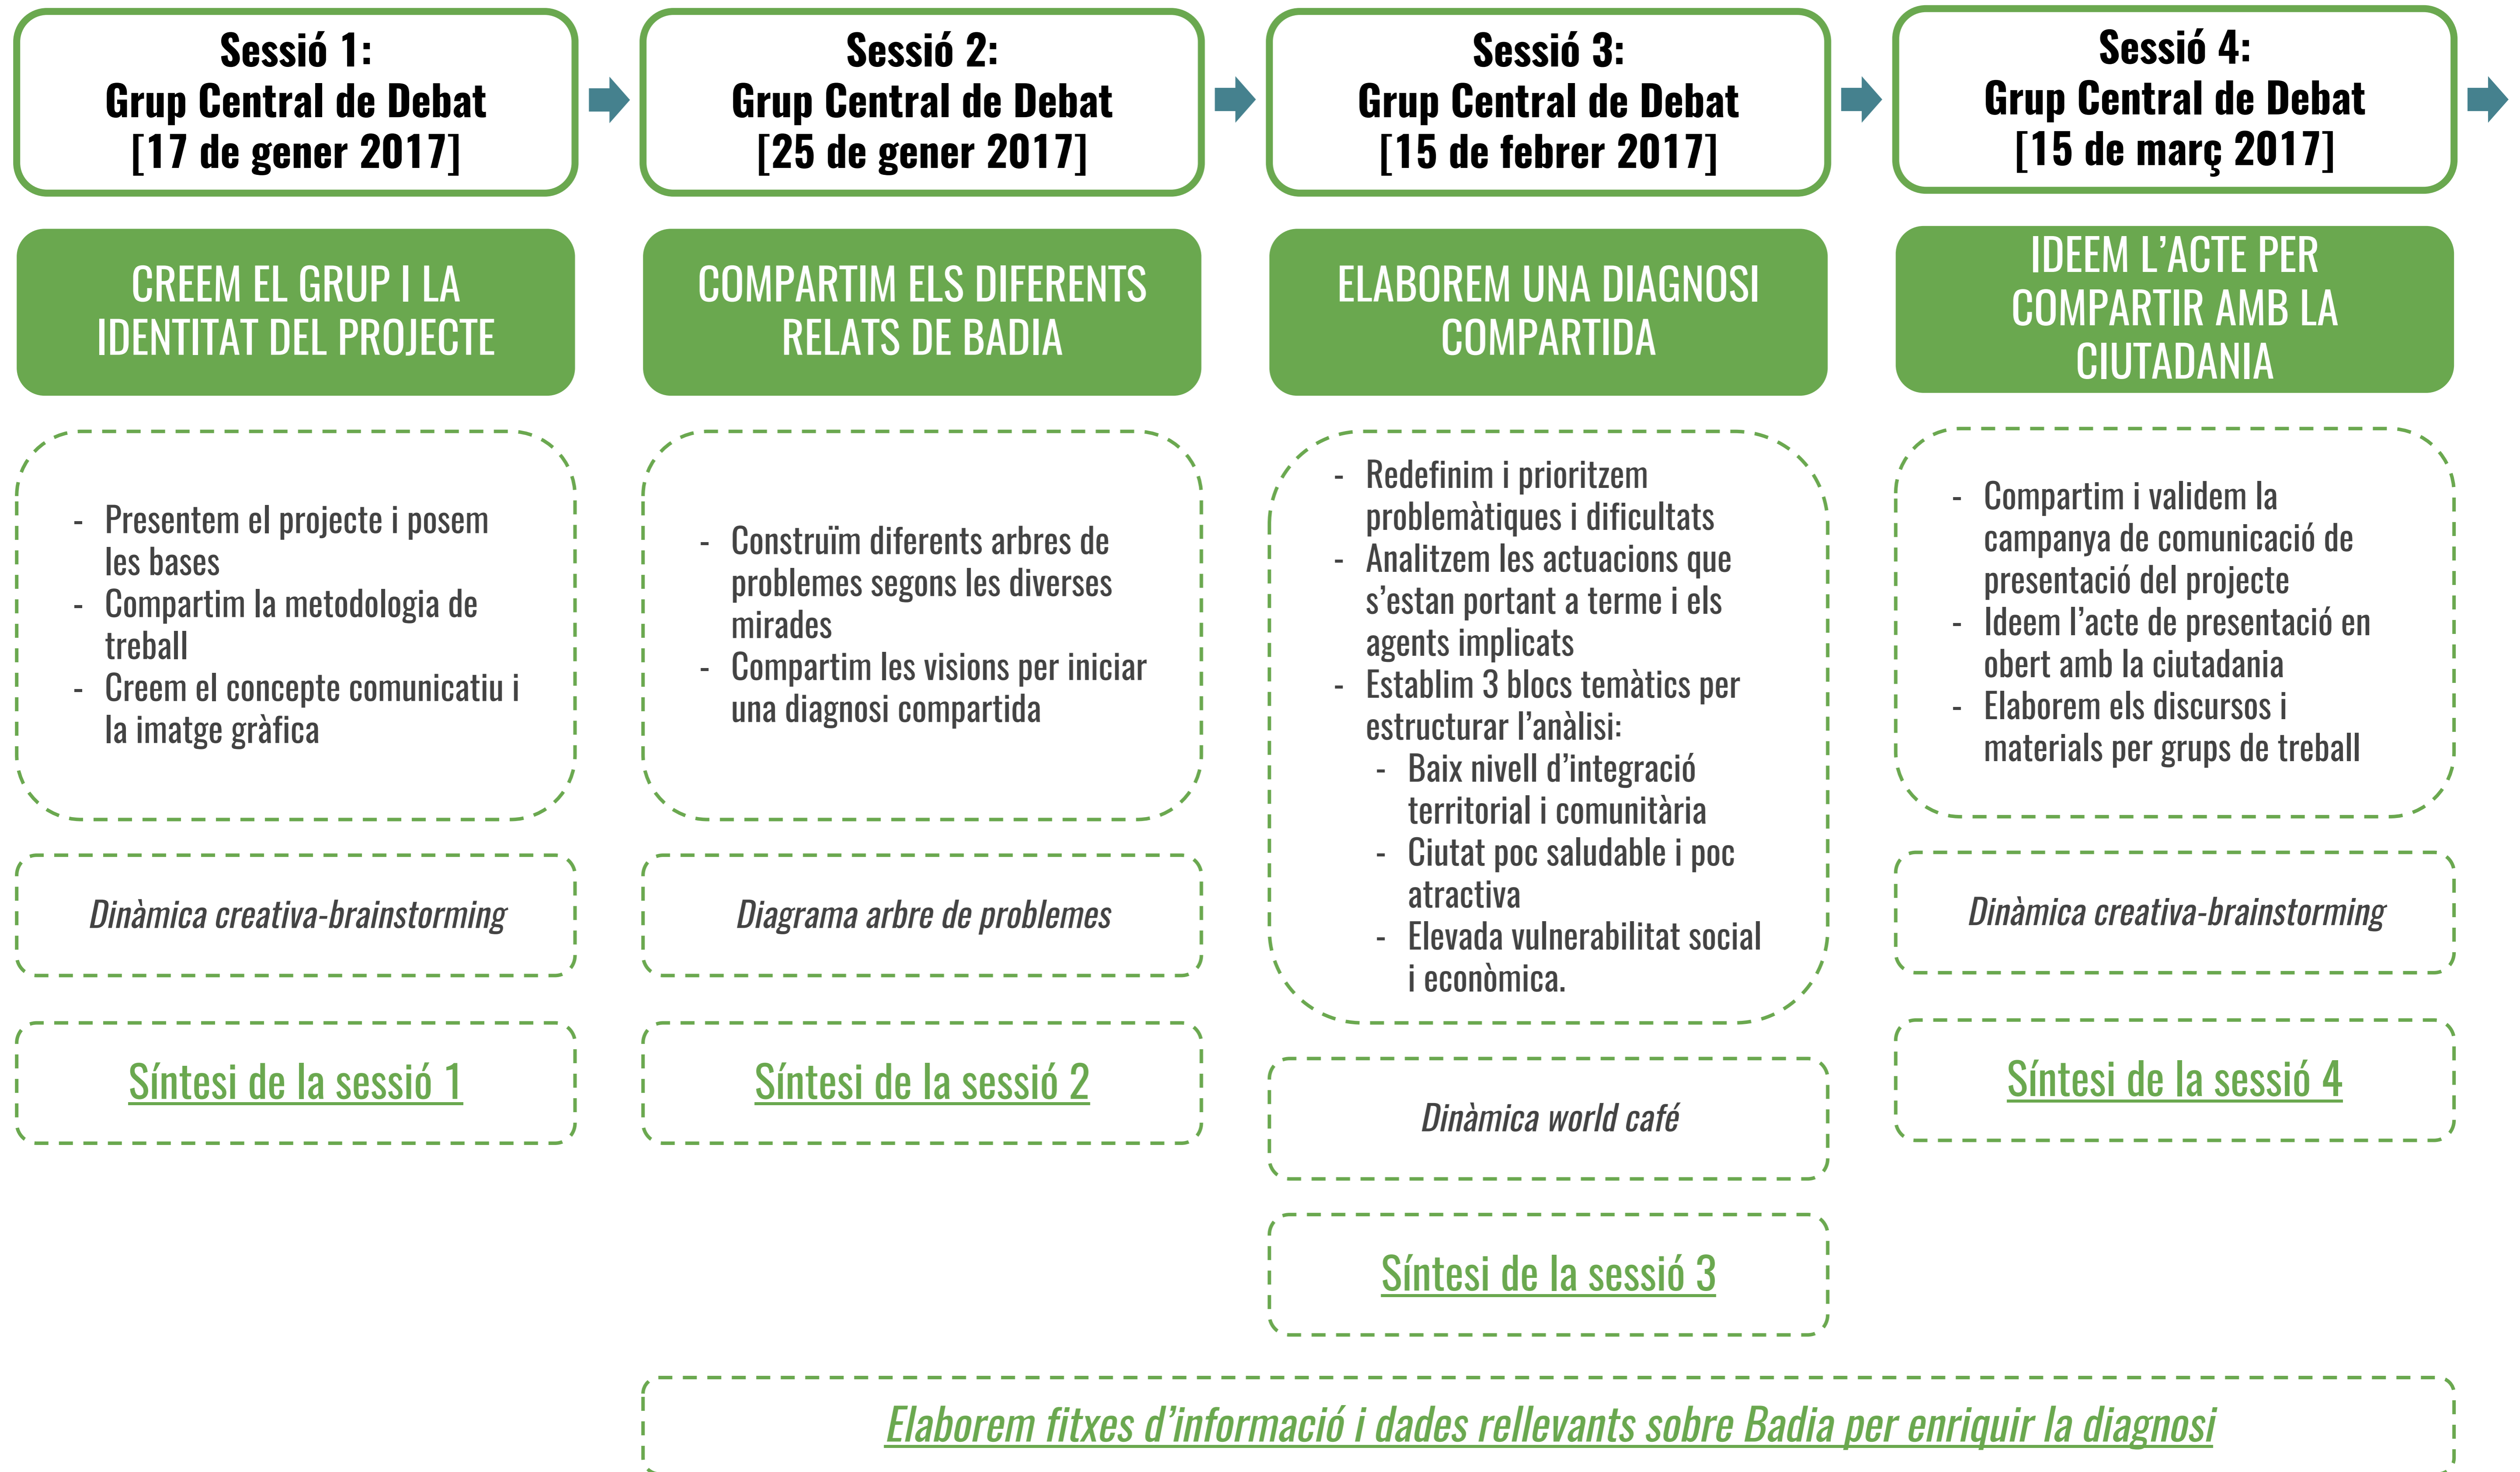 Sessió 1:
Grup Central de Debat
[17 de gener 2017]
CREEM EL GRUP I LA
IDENTITAT DEL PROJECTE
- Presentem el projecte i posem
les bases
- Compartim la metodologia de
treball
- Creem el concepte comunicatiu i
la imatge gràfica
Dinàmica creativa-brainstorming
Síntesi de la sessió 1
Sessió 2:
Grup Central de Debat
[25 de gener 2017]
COMPARTIM ELS DIFERENTS
RELATS DE BADIA
- Construïm diferents arbres de
problemes segons les diverses
mirades
- Compartim les visions per iniciar
una diagnosi compartida
Diagrama arbre de problemes
Síntesi de la sessió 2
Sessió 3:
Grup Central de Debat
[15 de febrer 2017]
ELABOREM UNA DIAGNOSI
COMPARTIDA
- Redefinim i prioritzem
problemàtiques i dificultats
- Analitzem les actuacions que
s’estan portant a terme i els
agents implicats
- Establim 3 blocs temàtics per
estructurar l’anàlisi:
- Baix nivell d’integració
territorial i comunitària
- Ciutat poc saludable i poc
atractiva
- Elevada vulnerabilitat social
i econòmica.
Dinàmica world café
Síntesi de la sessió 3
Sessió 4:
Grup Central de Debat
[15 de març 2017]
IDEEM L’ACTE PER
COMPARTIR AMB LA
CIUTADANIA
- Compartim i validem la
campanya de comunicació de
presentació del projecte
- Ideem l’acte de presentació en
obert amb la ciutadania
- Elaborem els discursos i
materials per grups de treball
Dinàmica creativa-brainstorming
Síntesi de la sessió 4
Elaborem fitxes d’informació i dades rellevants sobre Badia per enriquir la diagnosi